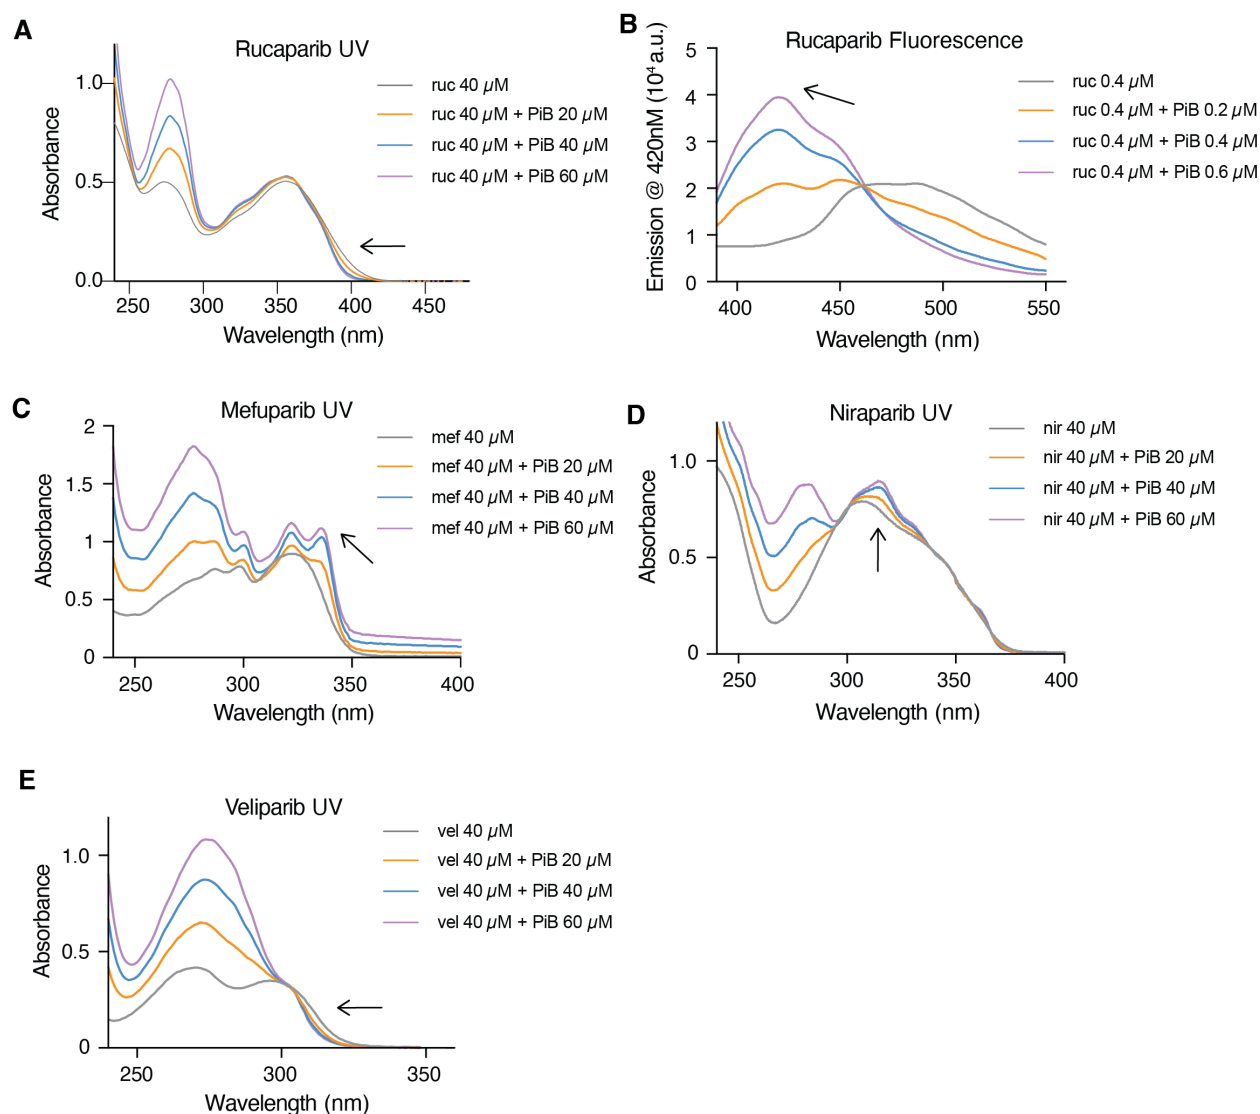 A
Rucaparib UV
ruc 40 µM
ruc 40 µM + PiB 20 µM
ruc 40 µM + PiB 40 µM
ruc 40 µM + PiB 60 µM
Absorbance
1.0
0.5
0.0
250 300 350 400 450
Wavelength (nm)
B
Rucaparib Fluorescence
ruc 0.4 µM
ruc 0.4 µM + PiB 0.2 µM
ruc 0.4 µM + PiB 0.4 µM
ruc 0.4 µM + PiB 0.6 µM
Emission @ 420nM (10⁴ a.u.)
5
4
3
2
1
0
400 450 500 550
Wavelength (nm)
C
Mefuparib UV
mef 40 µM
mef 40 µM + PiB 20 µM
mef 40 µM + PiB 40 µM
mef 40 µM + PiB 60 µM
Absorbance
2
1.5
1
0.5
0
250 300 350 400
Wavelength (nm)
D
Niraparib UV
nir 40 µM
nir 40 µM + PiB 20 µM
nir 40 µM + PiB 40 µM
nir 40 µM + PiB 60 µM
Absorbance
1.0
0.5
0
250 300 350 400
Wavelength (nm)
E
Veliparib UV
vel 40 µM
vel 40 µM + PiB 20 µM
vel 40 µM + PiB 40 µM
vel 40 µM + PiB 60 µM
Absorbance
1.0
0.5
0
250 300 350
Wavelength (nm)